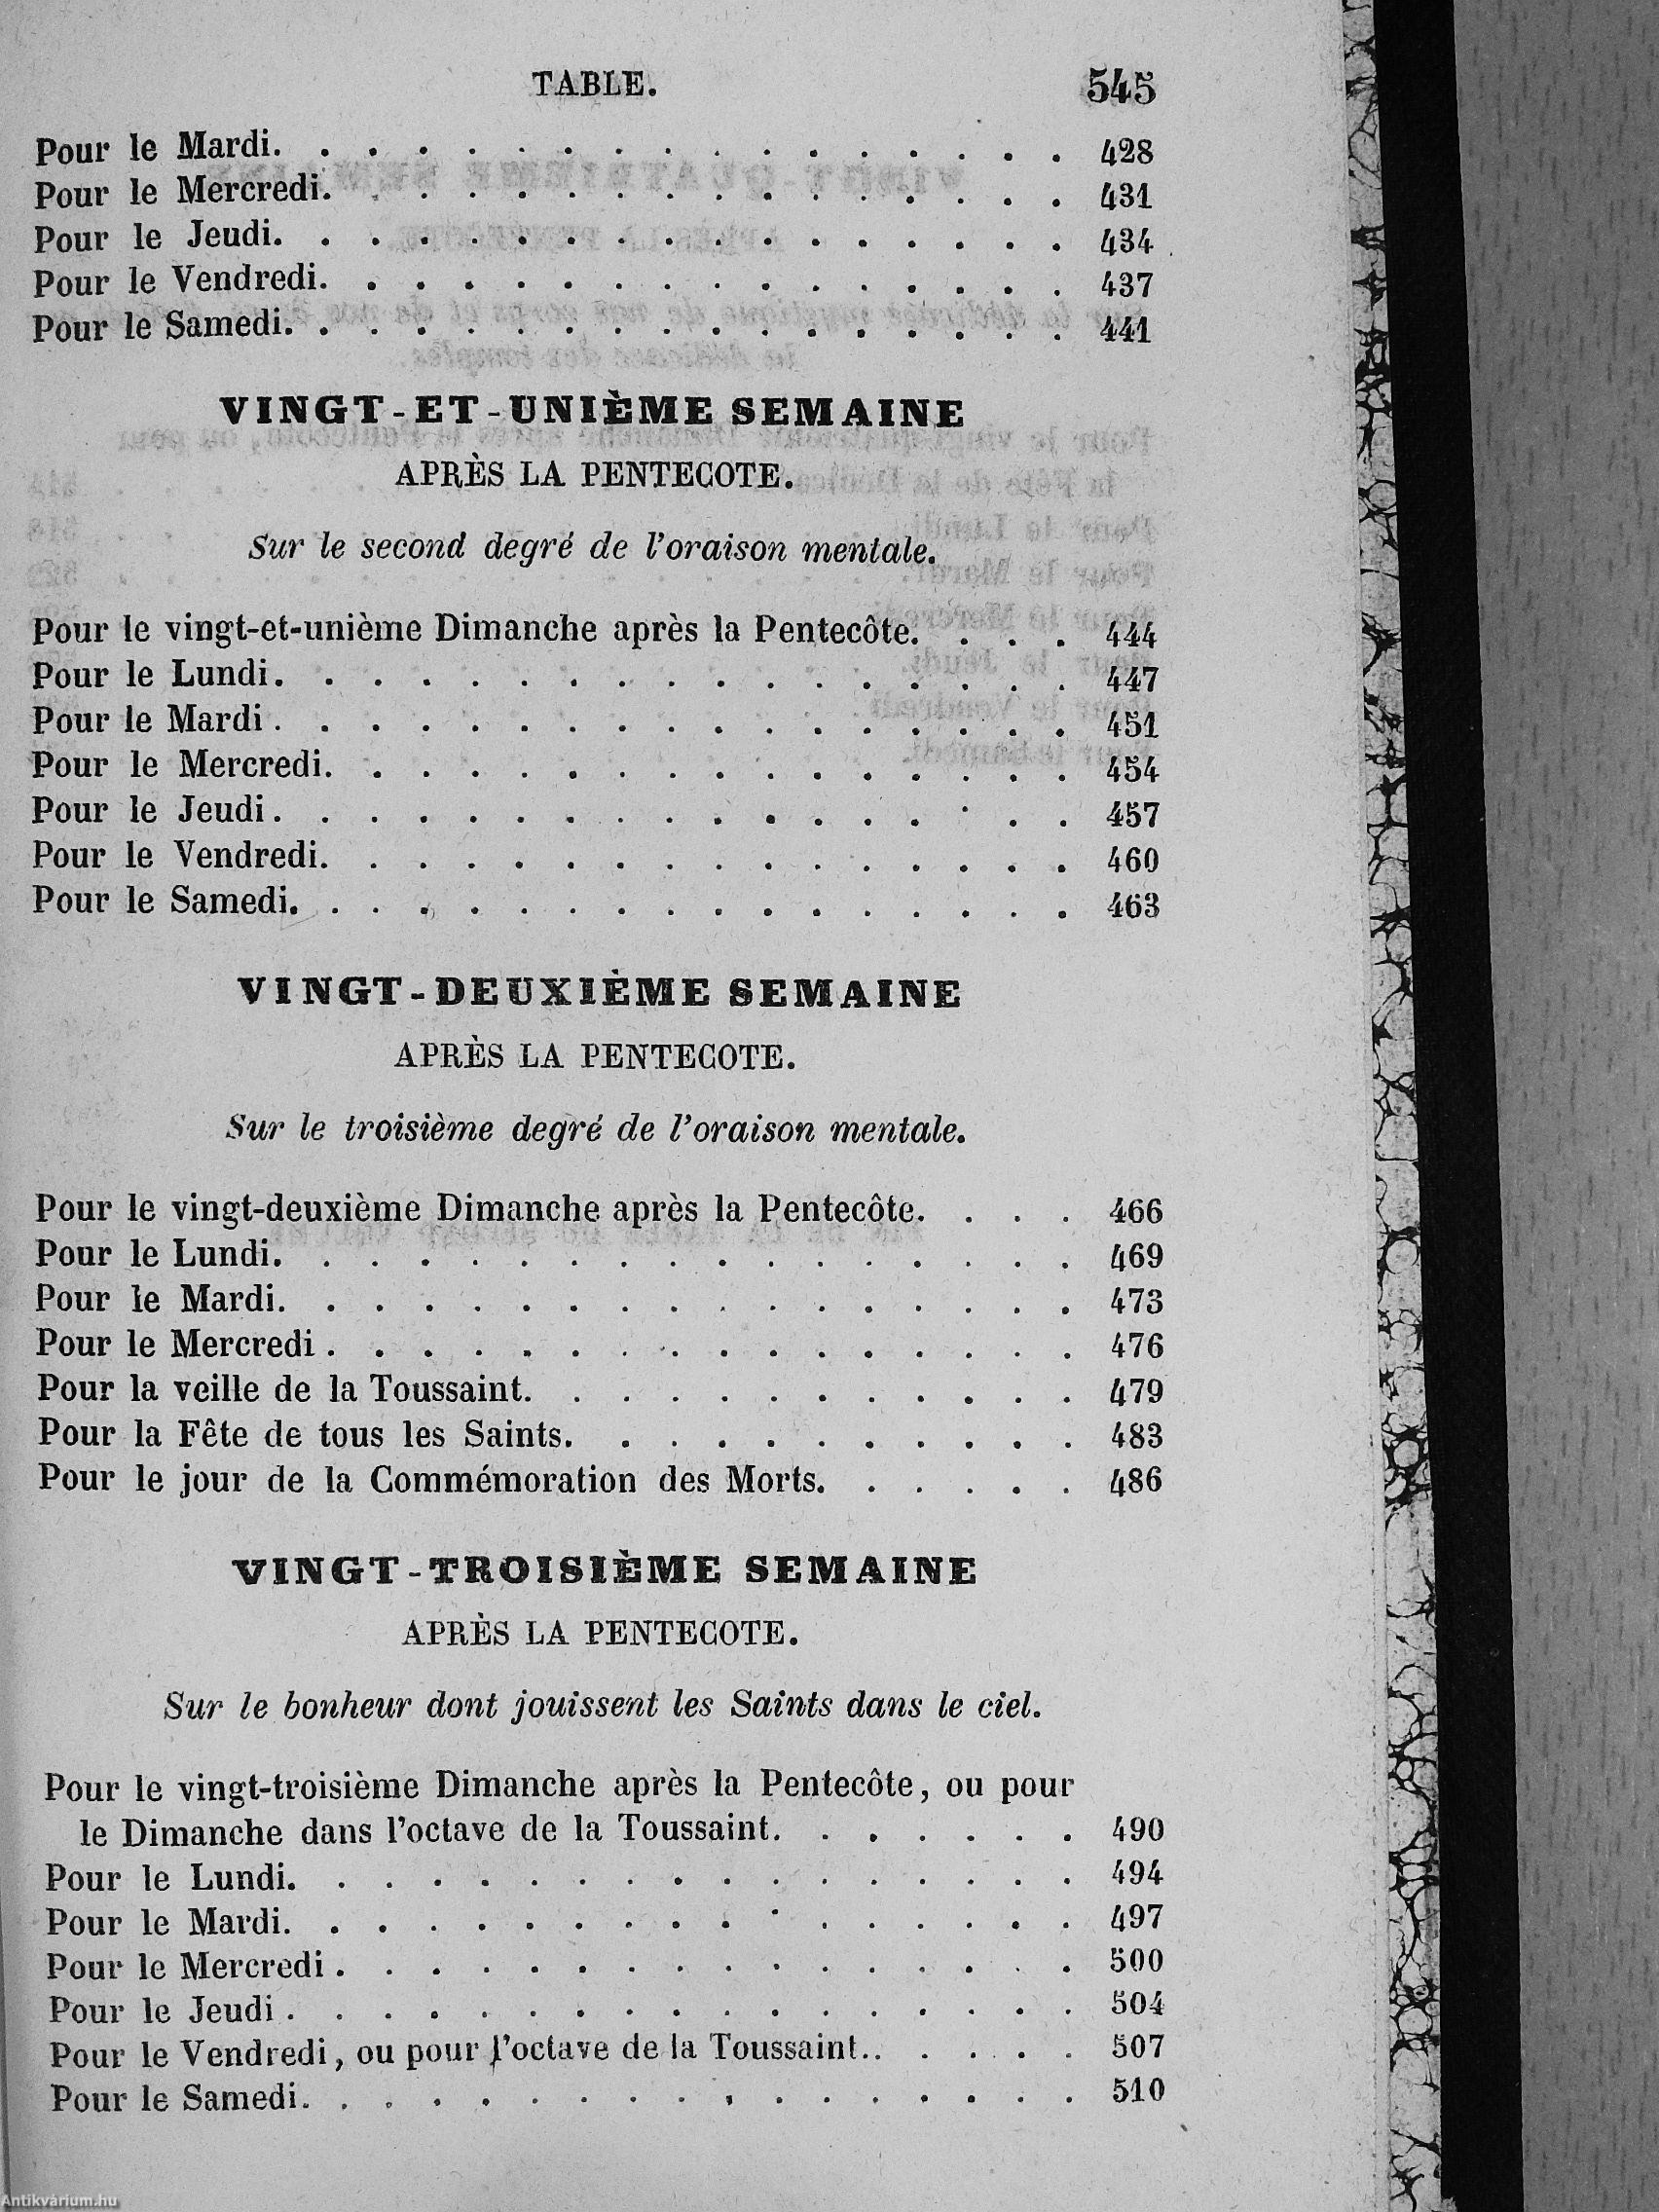 TABLE. 545
Pour le Mardi. . . . . . . . . . . . . . . . . 428
Pour le Mercredi. . . . . . . . . . . . . . . . 431
Pour le Jeudi. . . . . . . . . . . . . . . . . 434
Pour le Vendredi. . . . . . . . . . . . . . . . 437
Pour le Samedi. . . . . . . . . . . . . . . . . 441
VINGT-ET-UNIÈME SEMAINE
APRÈS LA PENTECOTE.
Sur le second degré de l'oraison mentale.
Pour le vingt-et-unième Dimanche après la Pentecôte. . . . 444
Pour le Lundi. . . . . . . . . . . . . . . . . 447
Pour le Mardi . . . . . . . . . . . . . . . . . 451
Pour le Mercredi. . . . . . . . . . . . . . . . 454
Pour le Jeudi. . . . . . . . . . . . . . . . . 457
Pour le Vendredi. . . . . . . . . . . . . . . . 460
Pour le Samedi. . . . . . . . . . . . . . . . . 463
VINGT-DEUXIÈME SEMAINE
APRÈS LA PENTECOTE.
Sur le troisième degré de l'oraison mentale.
Pour le vingt-deuxième Dimanche après la Pentecôte. . . . 466
Pour le Lundi. . . . . . . . . . . . . . . . . 469
Pour le Mardi. . . . . . . . . . . . . . . . . 473
Pour le Mercredi . . . . . . . . . . . . . . . . 476
Pour la veille de la Toussaint. . . . . . . . . . . . 479
Pour la Fête de tous les Saints. . . . . . . . . . . 483
Pour le jour de la Commémoration des Morts. . . . . . 486
VINGT-TROISIÈME SEMAINE
APRÈS LA PENTECOTE.
Sur le bonheur dont jouissent les Saints dans le ciel.
Pour le vingt-troisième Dimanche après la Pentecôte, ou pour
le Dimanche dans l'octave de la Toussaint. . . . . . . 490
Pour le Lundi. . . . . . . . . . . . . . . . . 494
Pour le Mardi. . . . . . . . . . . . . . . . . 497
Pour le Mercredi . . . . . . . . . . . . . . . . 500
Pour le Jeudi . . . . . . . . . . . . . . . . . 504
Pour le Vendredi, ou pour l'octave de la Toussaint.. . . . . 507
Pour le Samedi. . . . . . . . . . . . . . . . . 510
Antikvárium.hu